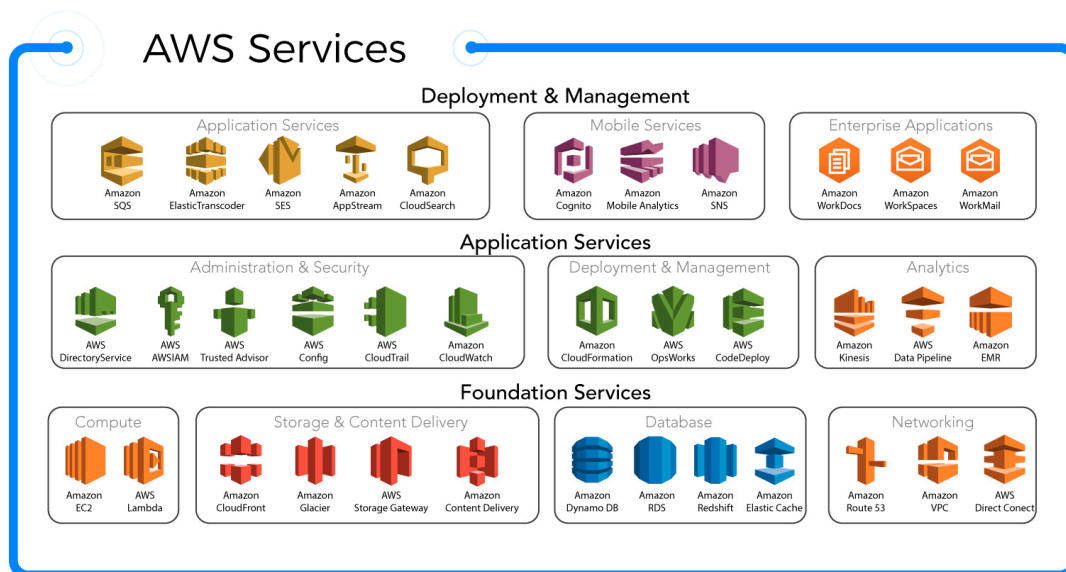 AWS Services
Deployment & Management
Application Services
Amazon
SQS
Amazon
ElasticTranscoder
Amazon
SES
Amazon
AppStream
Amazon
CloudSearch
Mobile Services
Amazon
Cognito
Amazon
Mobile Analytics
Amazon
SNS
Enterprise Applications
Amazon
WorkDocs
Amazon
WorkSpaces
Amazon
WorkMail
Application Services
Administration & Security
AWS
DirectoryService
AWS
AWSIAM
AWS
Trusted Advisor
AWS
Config
AWS
CloudTrail
Amazon
CloudWatch
Deployment & Management
Amazon
CloudFormation
AWS
OpsWorks
AWS
CodeDeploy
Analytics
Amazon
Kinesis
AWS
Data Pipeline
Amazon
EMR
Foundation Services
Compute
Amazon
EC2
AWS
Lambda
Storage & Content Delivery
Amazon
CloudFront
Amazon
Glacier
AWS
Storage Gateway
Amazon
Content Delivery
Database
Amazon
Dynamo DB
Amazon
RDS
Amazon
Redshift
Amazon
Elastic Cache
Networking
Amazon
Route 53
Amazon
VPC
AWS
Direct Conect